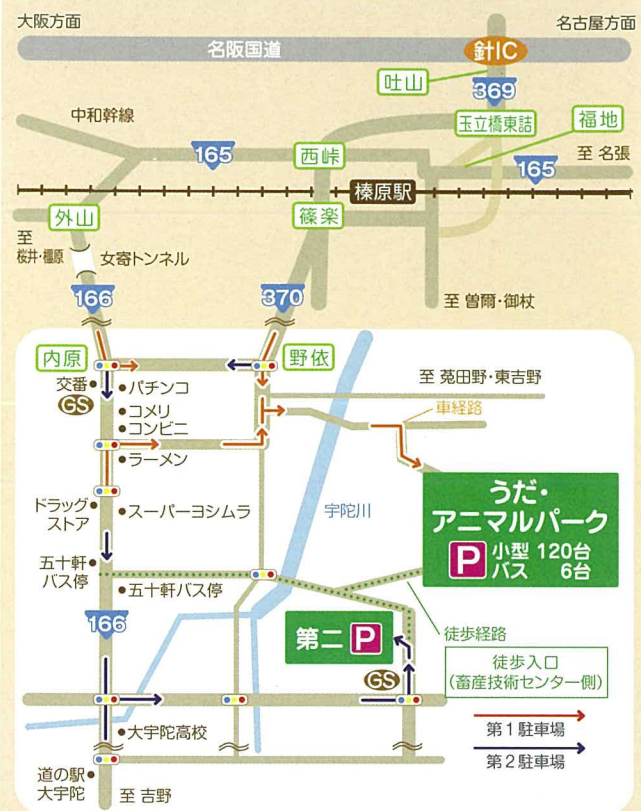 大阪方面
名古屋方面
名阪国道
針IC
吐山
369
中和幹線
玉立橋東詰
福地
165
西峠
165
至 名張
榛原駅
外山
篠楽
至
桜井・橿原
女寄トンネル
166
370
至 曽爾・御杖
内原
野依
交番
GS
パチンコ
コメリ
コンビニ
ラーメン
至 菟田野・東吉野
車経路
ドラッグ
ストア
スーパーヨシムラ
宇陀川
うだ・
アニマルパーク
P 小型 120台
バス 6台
五十軒
バス停
五十軒バス停
166
第二 P
徒歩経路
徒歩入口
(畜産技術センター側)
GS
大宇陀高校
第1駐車場
第2駐車場
道の駅
大宇陀
至 吉野